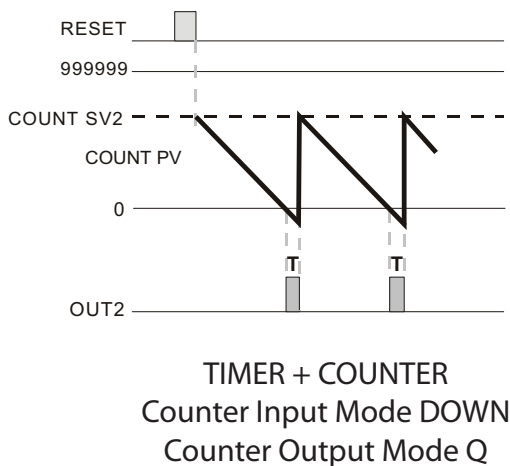 RESET
999999
COUNT SV2
COUNT PV
0
T T
OUT2
TIMER + COUNTER
Counter Input Mode DOWN
Counter Output Mode Q